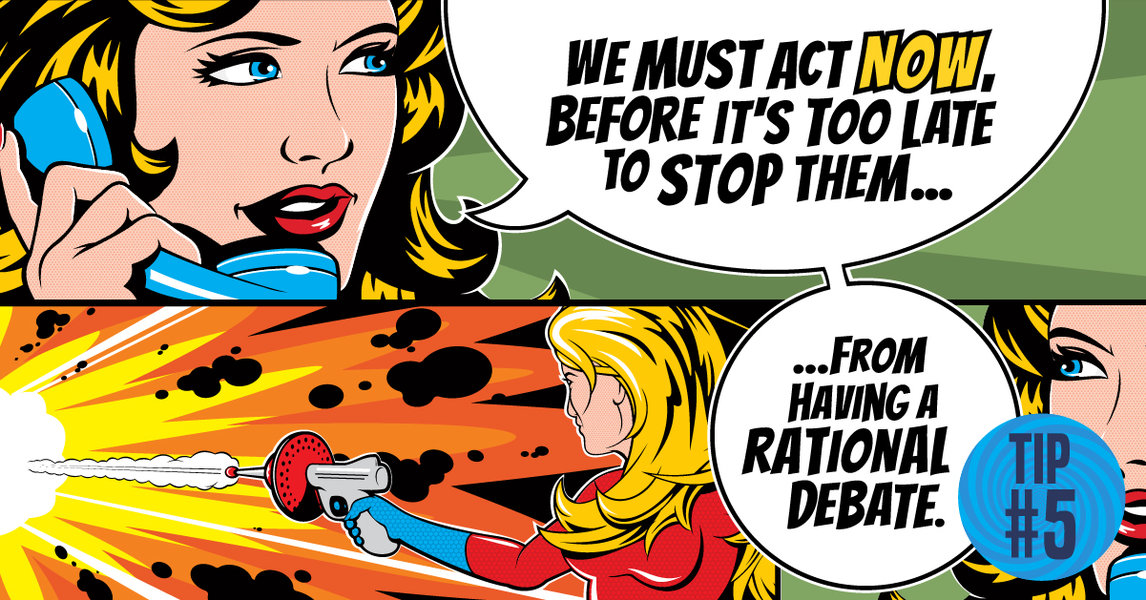 WE MUST ACT NOW,
BEFORE IT'S TOO LATE
TO STOP THEM...
...FROM
HAVING A
RATIONAL
DEBATE.
TIP
#5